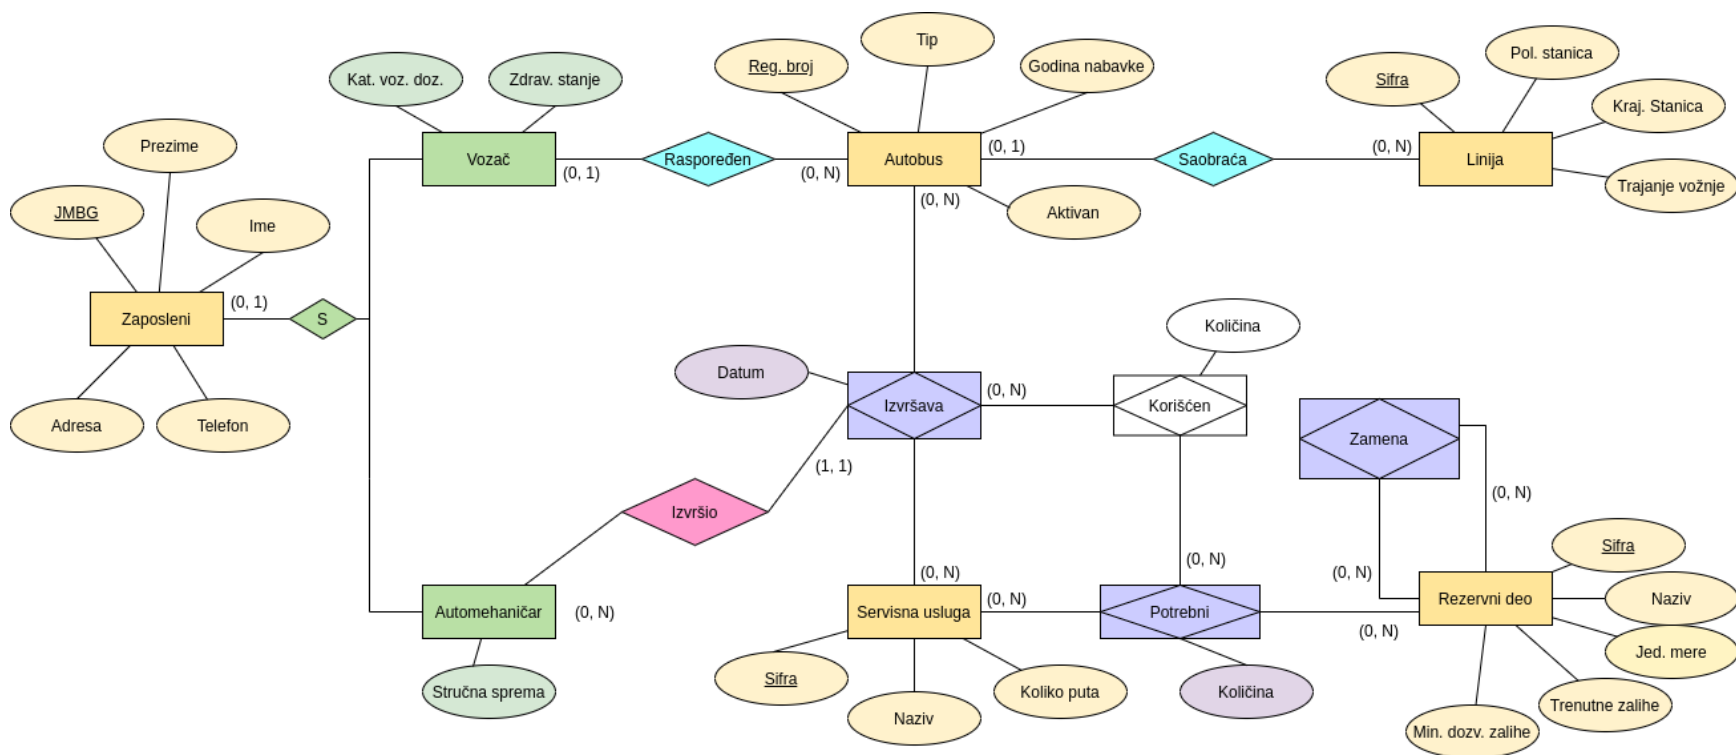 Tip
Reg. broj
Godina nabavke
Pol. stanica
Sifra
Kat. voz. doz.
Zdrav. stanje
Kraj. Stanica
Prezime
Vozač
(0, 1)
Raspoređen
(0, N)
Autobus
(0, 1)
Saobraća
(0, N)
Linija
Trajanje vožnje
(0, N)
Aktivan
JMBG
Ime
(0, 1)
Zaposleni
S
Količina
Datum
Adresa
Telefon
Izvršava
(0, N)
Korišćen
Zamena
(1, 1)
(0, N)
Izvršio
Sifra
(0, N)
(0, N)
(0, N)
Automehaničar
(0, N)
Servisna usluga
(0, N)
Potrebni
(0, N)
Rezervni deo
Naziv
Jed. mere
Stručna sprema
Sifra
Koliko puta
Količina
Trenutne zalihe
Naziv
Min. dozv. zalihe